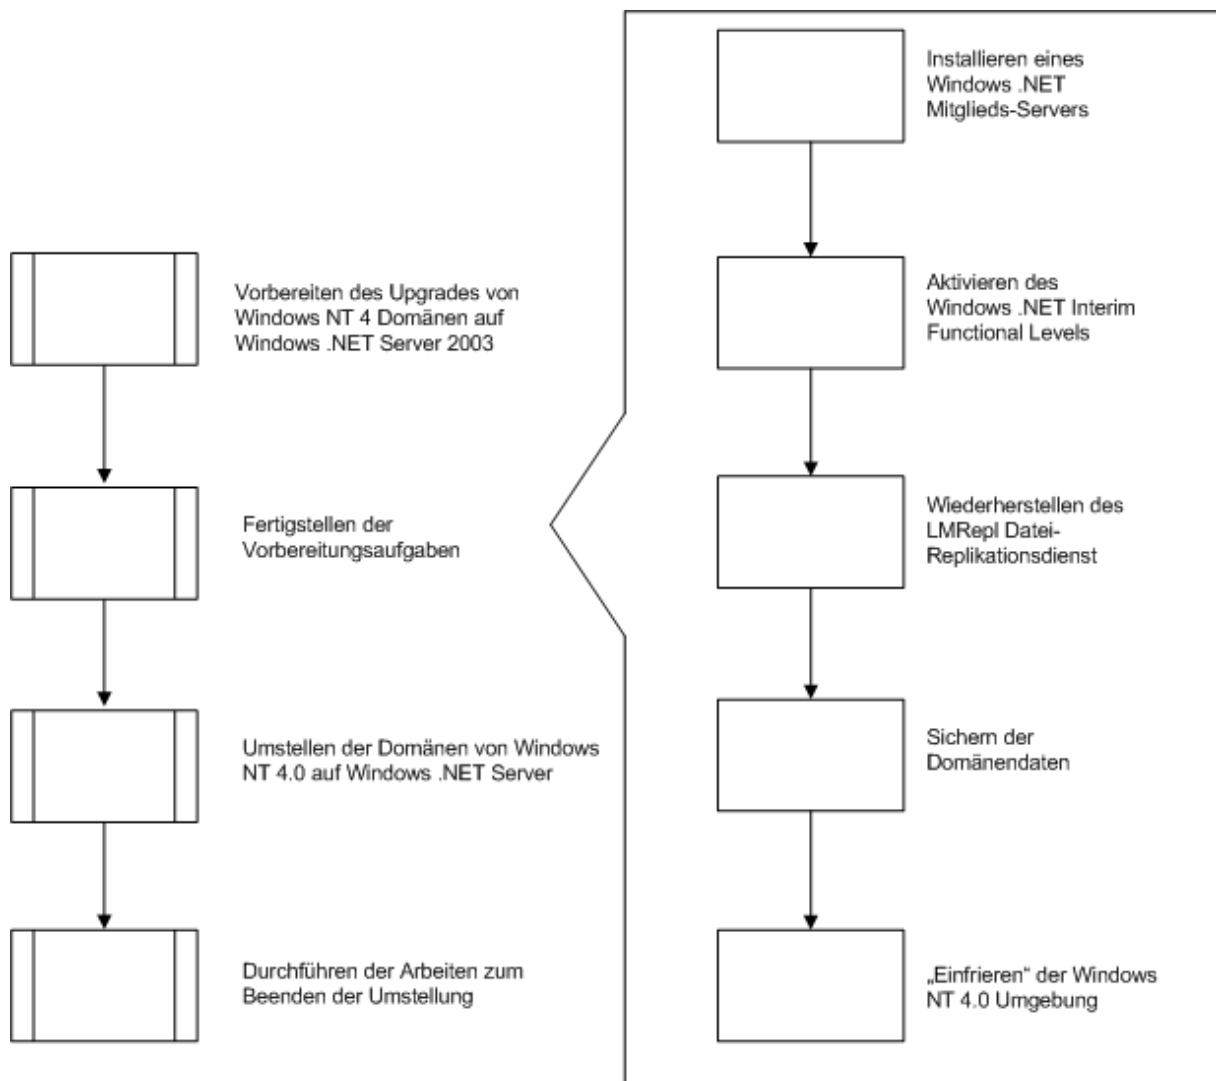 Vorbereiten des Upgrades von
Windows NT 4 Domänen auf
Windows .NET Server 2003
Fertigstellen der
Vorbereitungsaufgaben
Umstellen der Domänen von Windows
NT 4.0 auf Windows .NET Server
Durchführen der Arbeiten zum
Beenden der Umstellung
Installieren eines
Windows .NET
Mitglieds-Servers
Aktivieren des
Windows .NET Interim
Functional Levels
Wiederherstellen des
LMRepl Datei-
Replikationsdienst
Sichern der
Domänendaten
„Einfrieren“ der Windows
NT 4.0 Umgebung